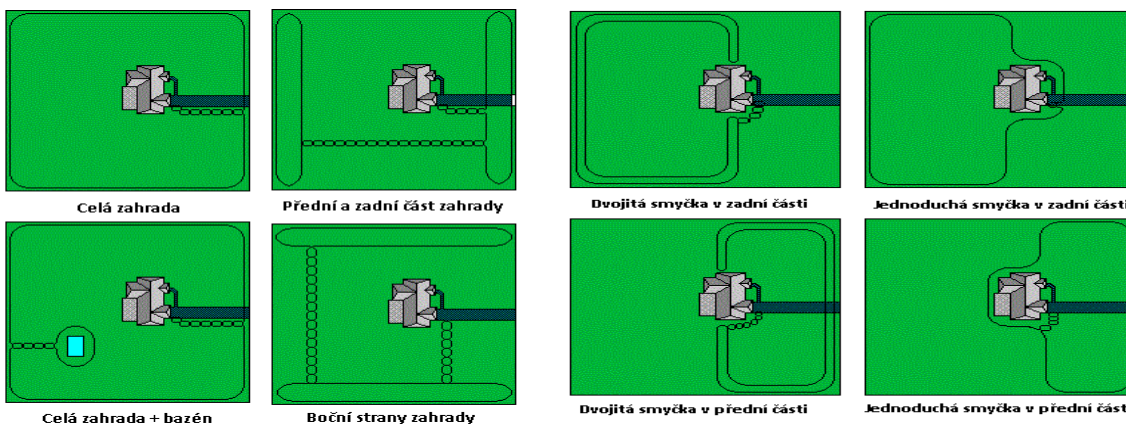 Celá zahrada
Přední a zadní část zahrady
Dvojitá smyčka v zadní části
Jednoduchá smyčka v zadní části
Celá zahrada + bazén
Boční strany zahrady
Dvojitá smyčka v přední části
Jednoduchá smyčka v přední části